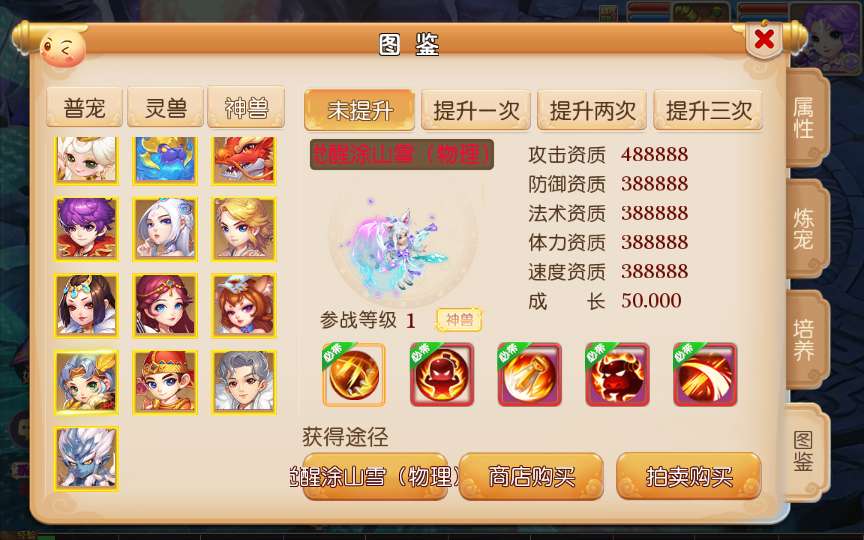 图 鉴
普宠 灵兽 神兽
未提升 提升一次 提升两次 提升三次
属性
炼宠
培养
图鉴
觉醒涂山雪（物理）
攻击资质 488888
防御资质 388888
法术资质 388888
体力资质 388888
速度资质 388888
成 长 50.000
参战等级 1 神兽
必带 必带 必带 必带 必带
获得途径
觉醒涂山雪（物理） 商店购买 拍卖购买